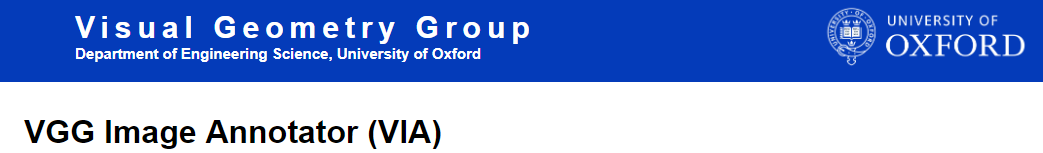 Visual Geometry Group
Department of Engineering Science, University of Oxford
UNIVERSITY OF
OXFORD
VGG Image Annotator (VIA)